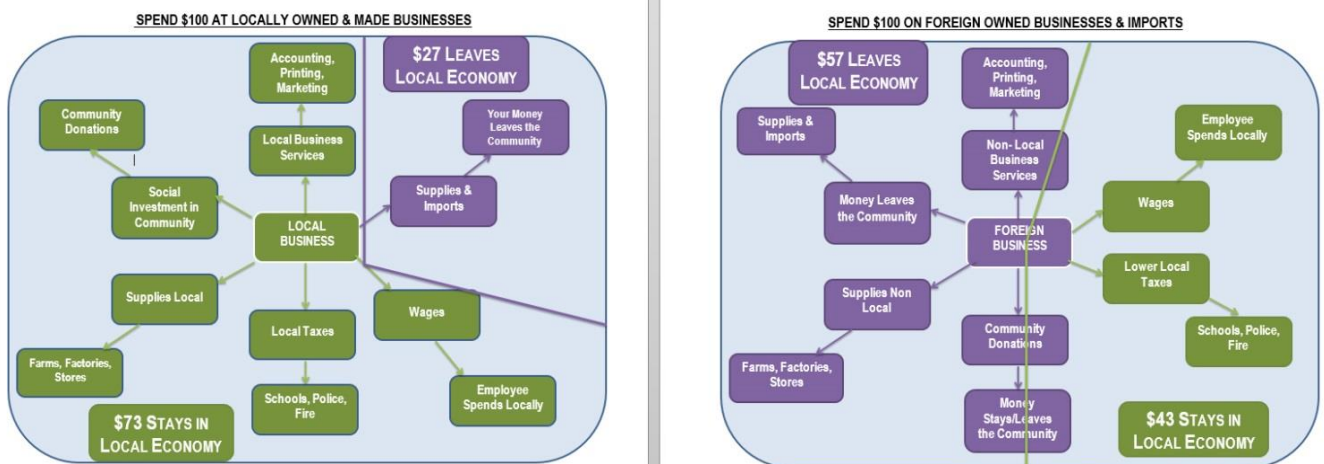 SPEND $100 AT LOCALLY OWNED & MADE BUSINESSES
$27 LEAVES
LOCAL ECONOMY
Accounting,
Printing,
Marketing
Community
Donations
Your Money
Leaves the
Community
Local Business
Services
Social
Investment in
Community
Supplies &
Imports
LOCAL
BUSINESS
Supplies Local
Local Taxes
Wages
Farms, Factories,
Stores
Schools, Police,
Fire
Employee
Spends Locally
$73 STAYS IN
LOCAL ECONOMY
SPEND $100 ON FOREIGN OWNED BUSINESSES & IMPORTS
$57 LEAVES
LOCAL ECONOMY
Accounting,
Printing,
Marketing
Supplies &
Imports
Employee
Spends Locally
Non- Local
Business
Services
Money Leaves
the Community
Wages
FOREIGN
BUSINESS
Lower Local
Taxes
Supplies Non
Local
Community
Donations
Schools, Police,
Fire
Farms, Factories,
Stores
Money
Stays/Leaves
the Community
$43 STAYS IN
LOCAL ECONOMY